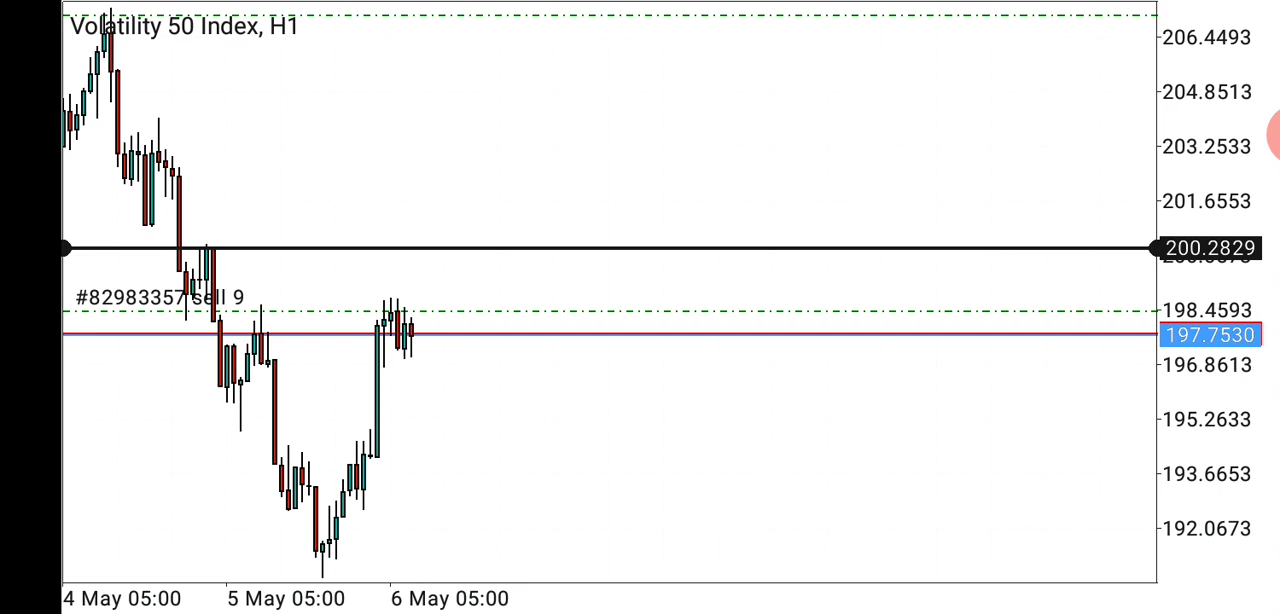 Volatility 50 Index, H1
206.4493
204.8513
203.2533
201.6553
200.2829
#82983357 sell 9
198.4593
197.7530
196.8613
195.2633
193.6653
192.0673
4 May 05:00
5 May 05:00
6 May 05:00